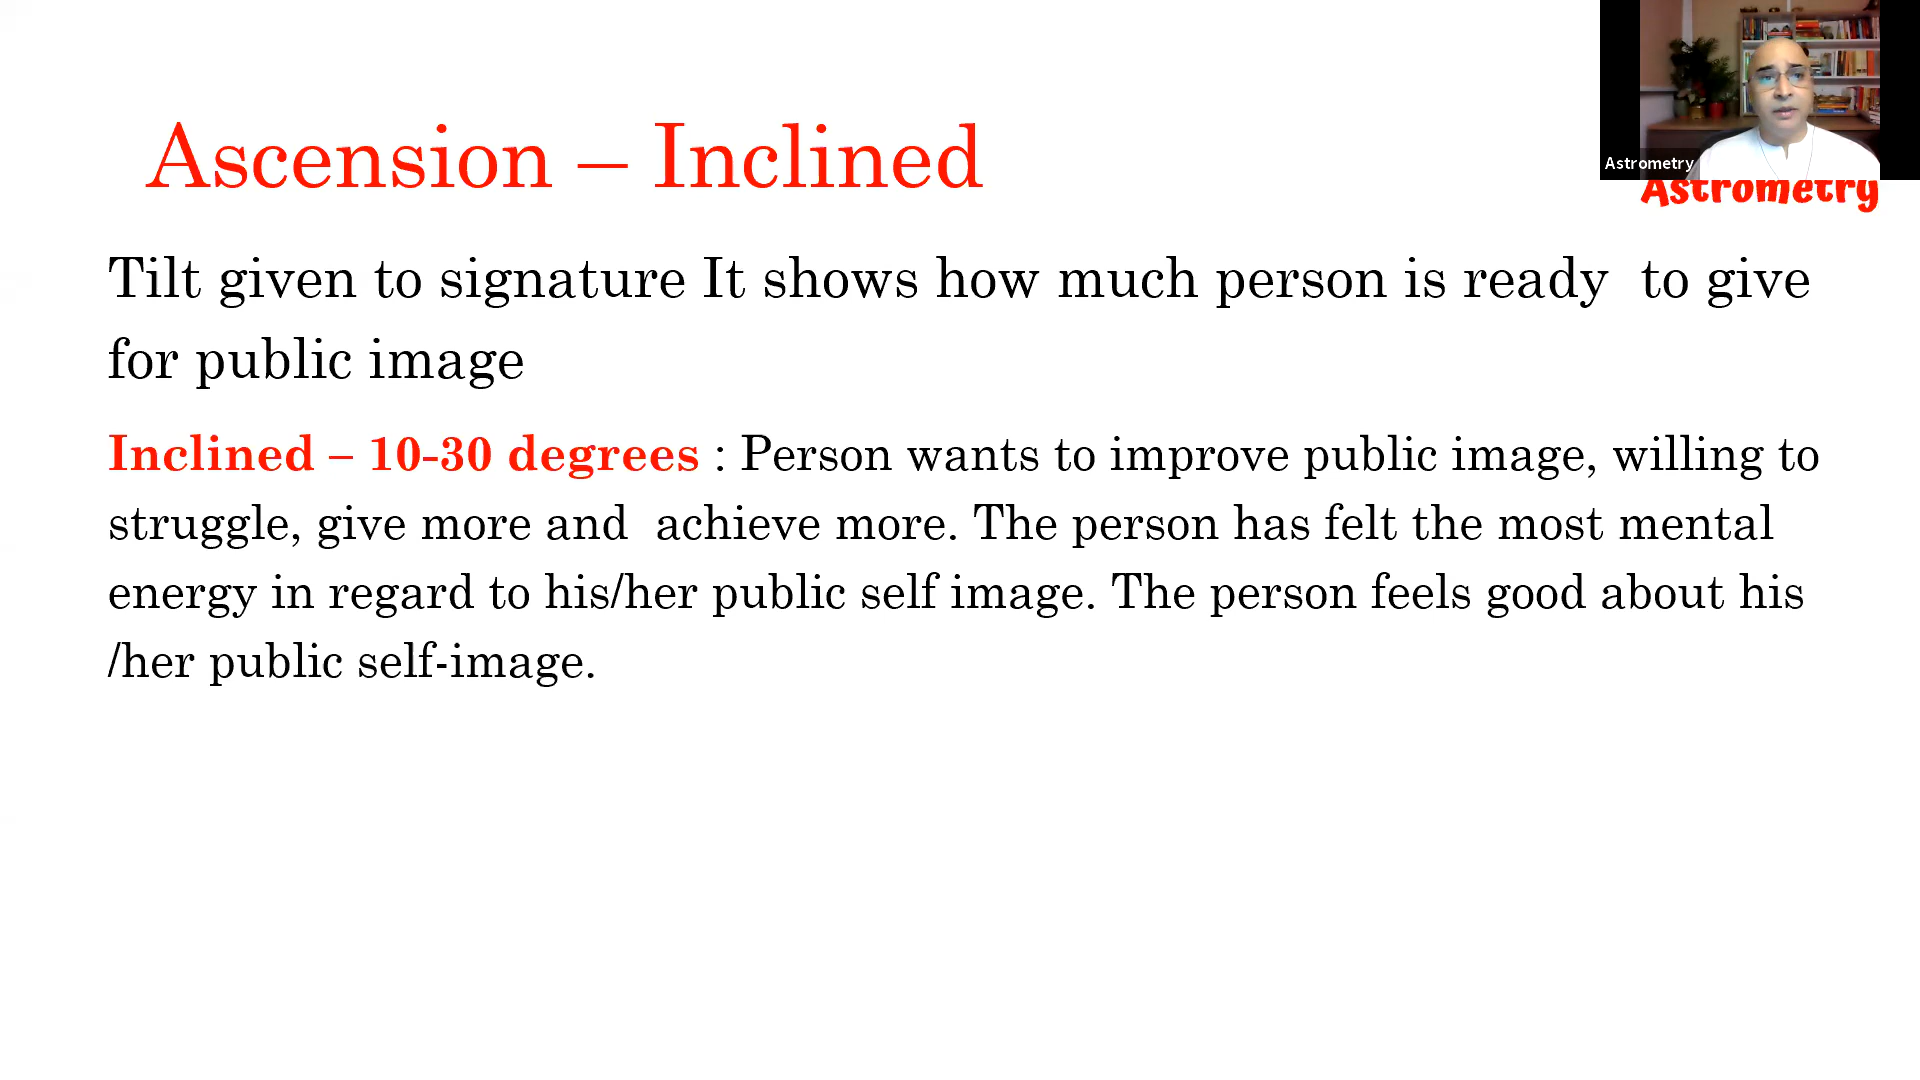 Ascension – Inclined
Astrometry
Astrometry
Tilt given to signature It shows how much person is ready  to give
for public image
Inclined – 10-30 degrees : Person wants to improve public image, willing to
struggle, give more and  achieve more. The person has felt the most mental
energy in regard to his/her public self image. The person feels good about his
/her public self-image.